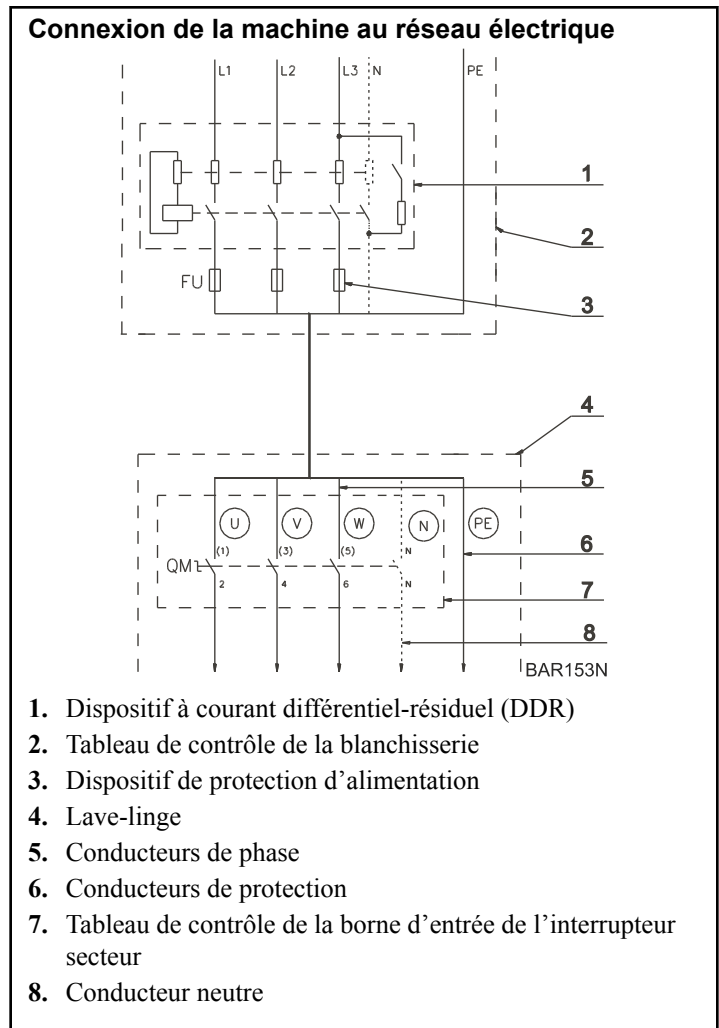 Connexion de la machine au réseau électrique
L1 L2 L3 N PE
1
2
FU
3
4
5
U V W N PE
(1) (3) (5) N
6
QM
2 4 6 N
7
8
BAR153N
1. Dispositif à courant différentiel-résiduel (DDR)
2. Tableau de contrôle de la blanchisserie
3. Dispositif de protection d’alimentation
4. Lave-linge
5. Conducteurs de phase
6. Conducteurs de protection
7. Tableau de contrôle de la borne d’entrée de l’interrupteur
secteur
8. Conducteur neutre